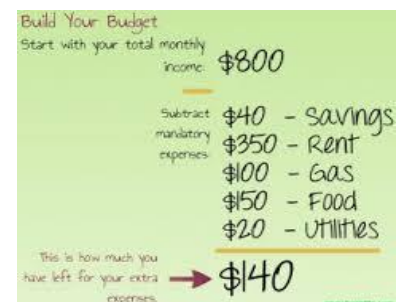 Build Your Budget
Start with your total monthly
income: $800
Subtract $40 - Savings
mandatory $350 - Rent
expenses: $100 - Gas
$150 - Food
$20 - Utilities
This is how much you
have left for your extra $140
expenses.